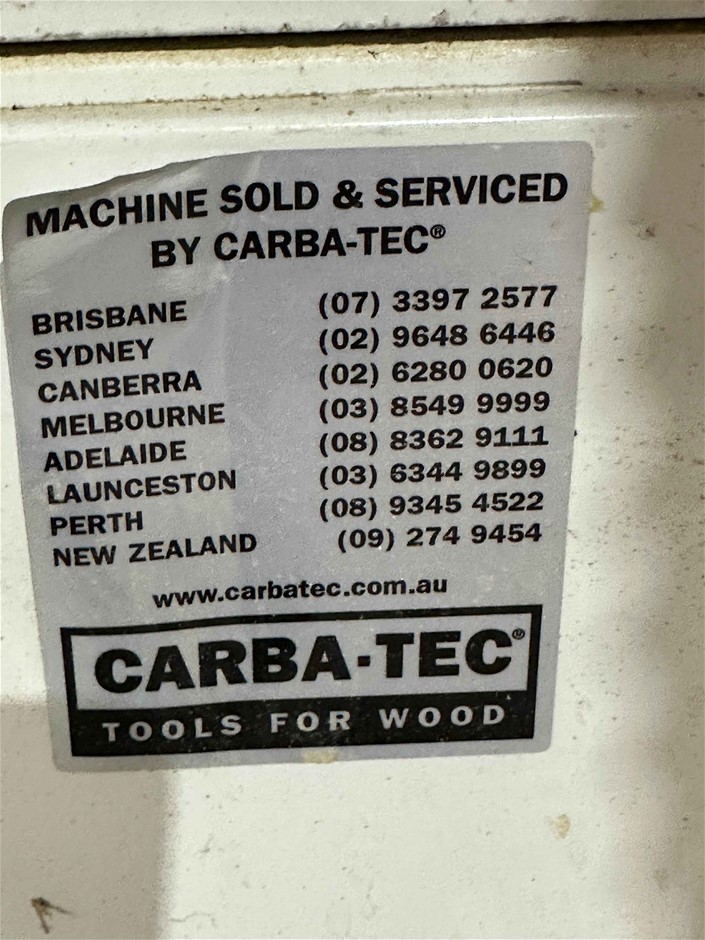 MACHINE SOLD & SERVICED
BY CARBA-TEC®
BRISBANE (07) 3397 2577
SYDNEY (02) 9648 6446
CANBERRA (02) 6280 0620
MELBOURNE (03) 8549 9999
ADELAIDE (08) 8362 9111
LAUNCESTON (03) 6344 9899
PERTH (08) 9345 4522
NEW ZEALAND (09) 274 9454
www.carbatec.com.au
CARBA-TEC®
TOOLS FOR WOOD